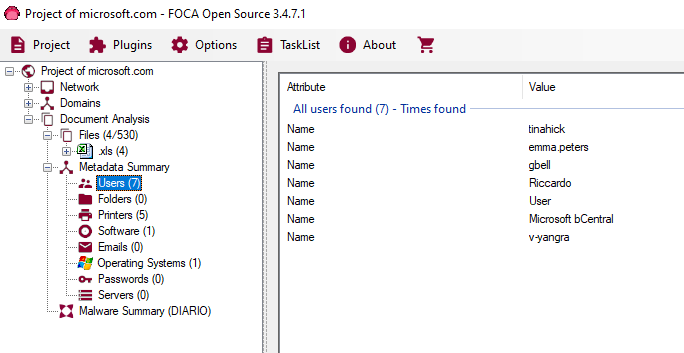 Project of microsoft.com - FOCA Open Source 3.4.7.1
Project Plugins Options TaskList About
Project of microsoft.com
Network
Domains
Document Analysis
Files (4/530)
.xls (4)
Metadata Summary
Users (7)
Folders (0)
Printers (5)
Software (1)
Emails (0)
Operating Systems (1)
Passwords (0)
Servers (0)
Malware Summary (DIARIO)
Attribute Value
All users found (7) - Times found
Name tinahick
Name emma.peters
Name gbell
Name Riccardo
Name User
Name Microsoft bCentral
Name v-yangra